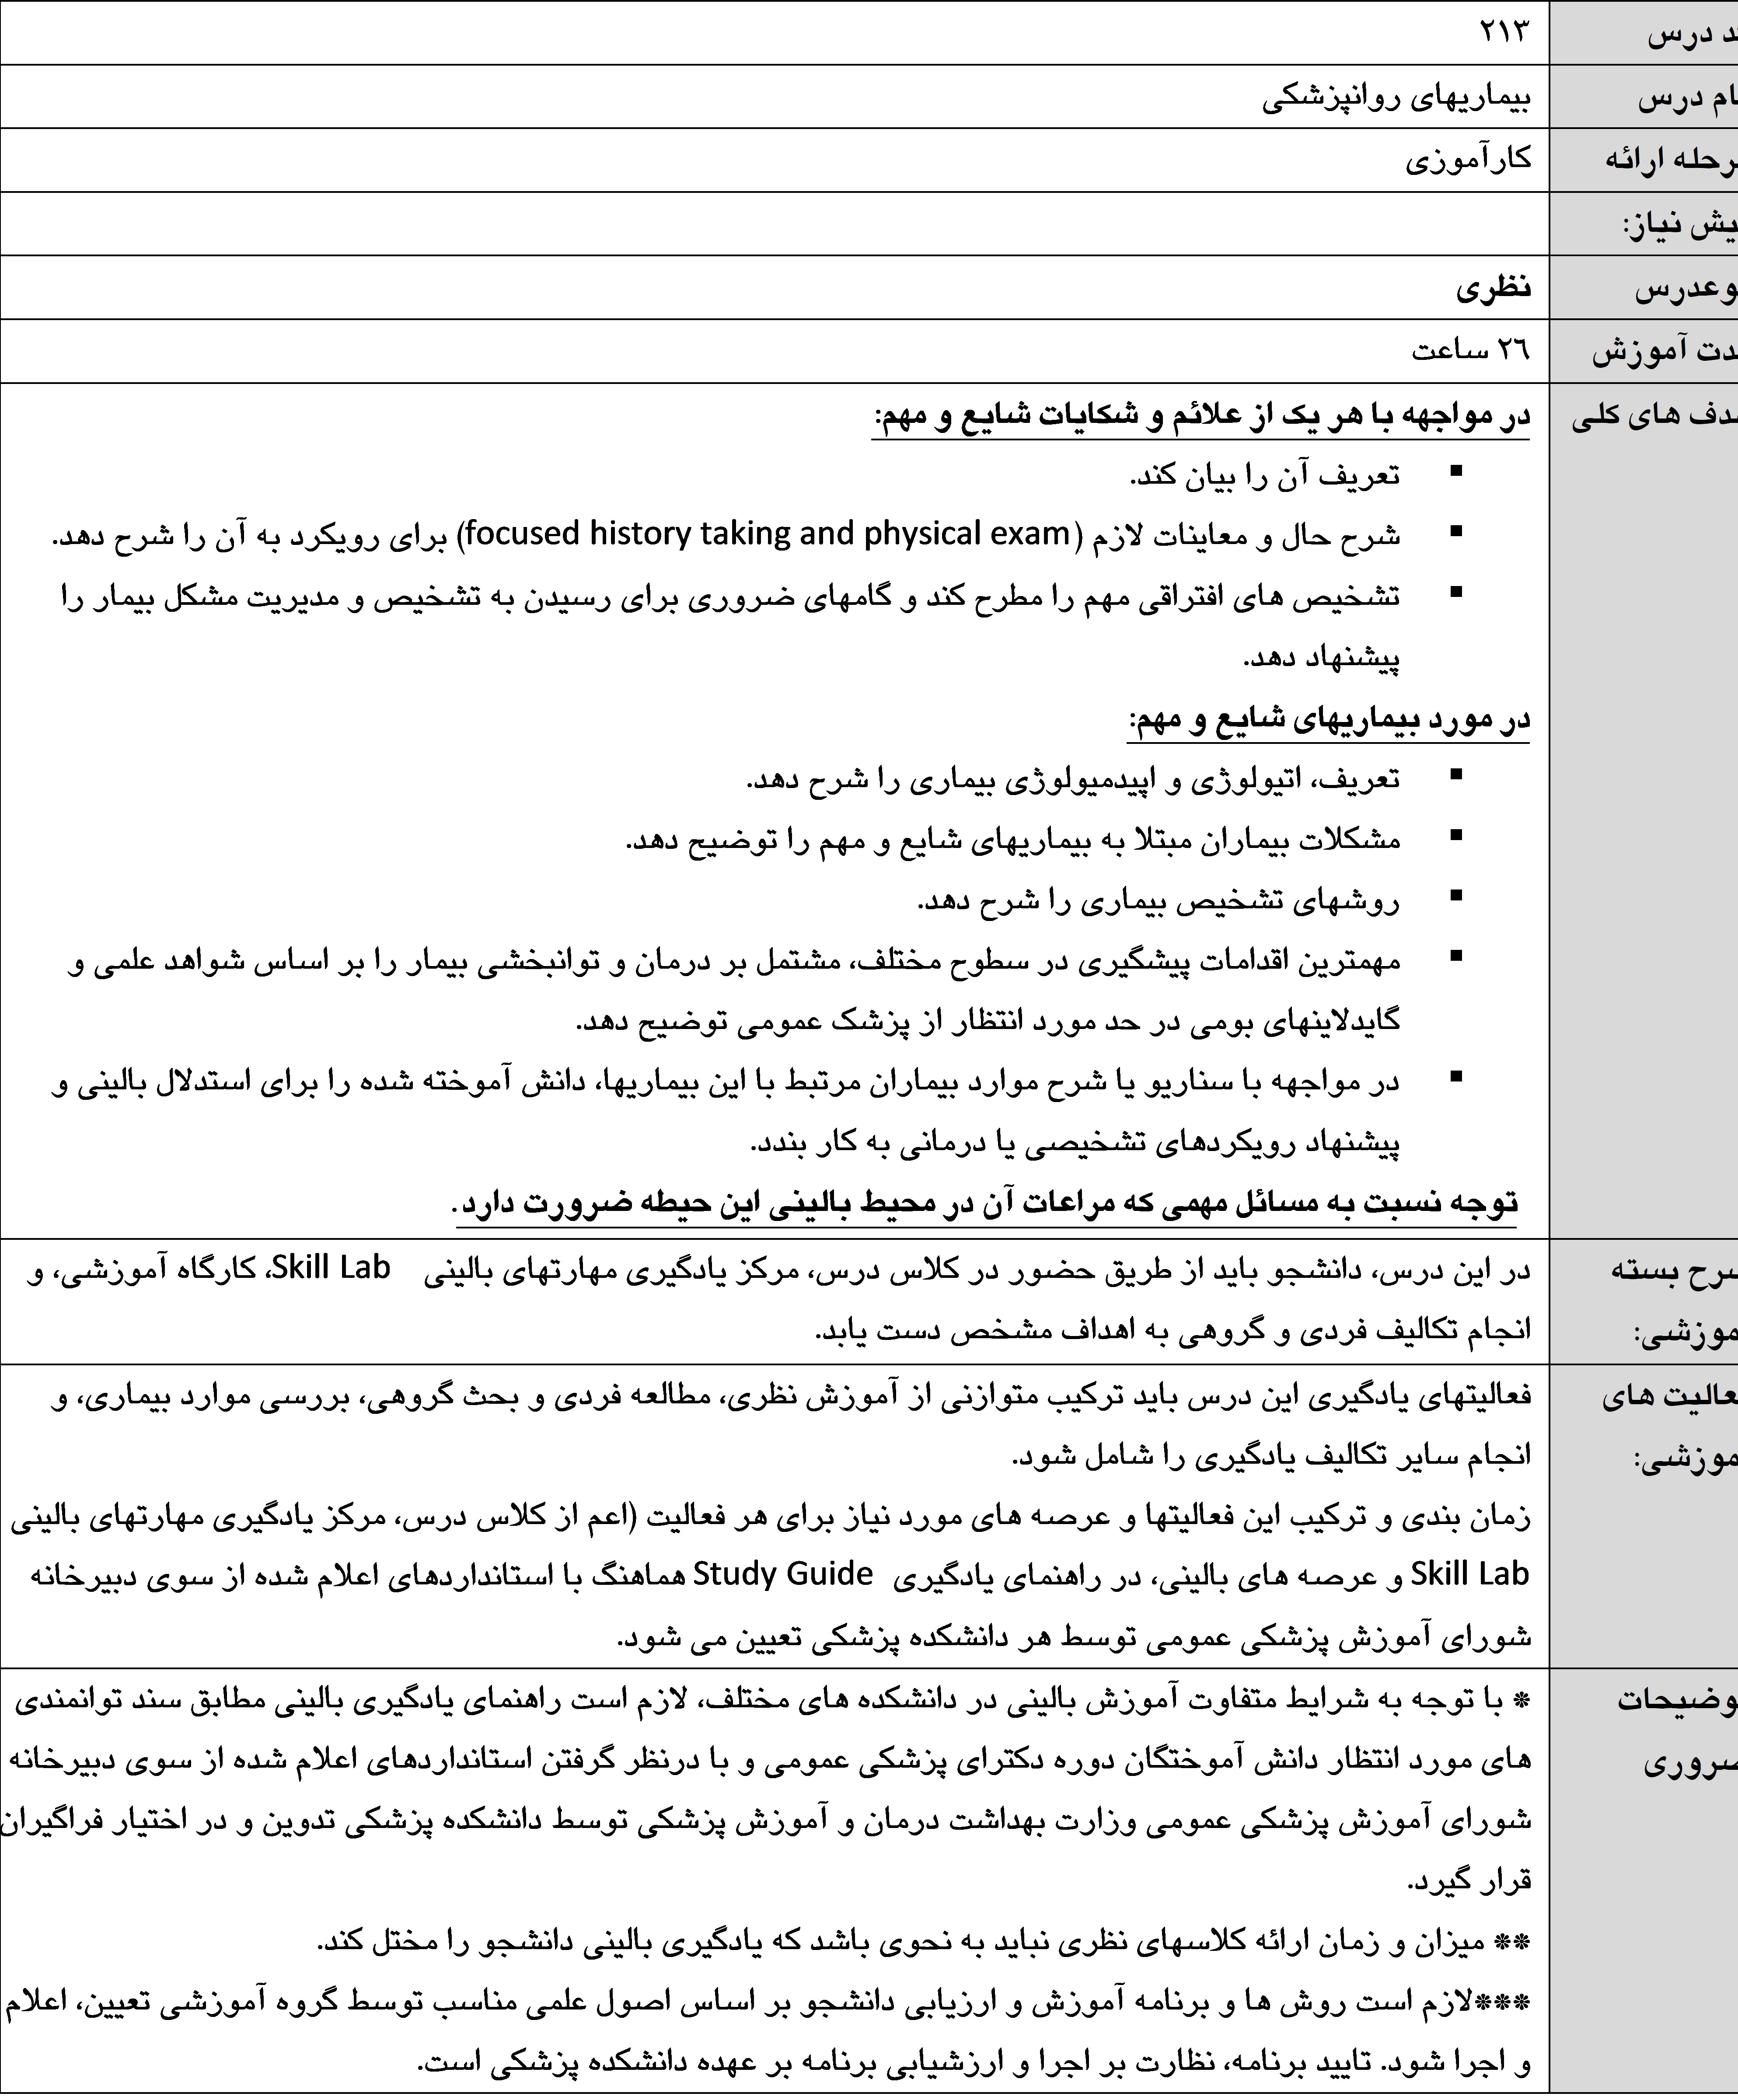 د درس ۲۱۳
ام درس بیماریهای روانپزشکی
رحله ارائه کارآموزی
یش نیاز:
وعدرس نظری
دت آموزش ۲٦ ساعت
دف های کلی در مواجهه با هر یک از علائم و شکایات شایع و مهم:
▪ تعریف آن را بیان کند.
▪ شرح حال و معاینات لازم (focused history taking and physical exam) برای رویکرد به آن را شرح دهد.
▪ تشخیص های افتراقی مهم را مطرح کند و گامهای ضروری برای رسیدن به تشخیص و مدیریت مشکل بیمار را
پیشنهاد دهد.
در مورد بیماریهای شایع و مهم:
▪ تعریف، اتیولوژی و اپیدمیولوژی بیماری را شرح دهد.
▪ مشکلات بیماران مبتلا به بیماریهای شایع و مهم را توضیح دهد.
▪ روشهای تشخیص بیماری را شرح دهد.
▪ مهمترین اقدامات پیشگیری در سطوح مختلف، مشتمل بر درمان و توانبخشی بیمار را بر اساس شواهد علمی و
گایدلاینهای بومی در حد مورد انتظار از پزشک عمومی توضیح دهد.
▪ در مواجهه با سناریو یا شرح موارد بیماران مرتبط با این بیماریها، دانش آموخته شده را برای استدلال بالینی و
پیشنهاد رویکردهای تشخیصی یا درمانی به کار بندد.
توجه نسبت به مسائل مهمی که مراعات آن در محیط بالینی این حیطه ضرورت دارد.
رح بسته در این درس، دانشجو باید از طریق حضور در کلاس درس، مرکز یادگیری مهارتهای بالینی Skill Lab، کارگاه آموزشی، و
موزشی: انجام تکالیف فردی و گروهی به اهداف مشخص دست یابد.
عالیت های فعالیتهای یادگیری این درس باید ترکیب متوازنی از آموزش نظری، مطالعه فردی و بحث گروهی، بررسی موارد بیماری، و
موزشی: انجام سایر تکالیف یادگیری را شامل شود.
زمان بندی و ترکیب این فعالیتها و عرصه های مورد نیاز برای هر فعالیت (اعم از کلاس درس، مرکز یادگیری مهارتهای بالینی
Skill Lab و عرصه های بالینی، در راهنمای یادگیری Study Guide هماهنگ با استانداردهای اعلام شده از سوی دبیرخانه
شورای آموزش پزشکی عمومی توسط هر دانشکده پزشکی تعیین می شود.
وضیحات * با توجه به شرایط متفاوت آموزش بالینی در دانشکده های مختلف، لازم است راهنمای یادگیری بالینی مطابق سند توانمندی
ضروری های مورد انتظار دانش آموختگان دوره دکترای پزشکی عمومی و با درنظر گرفتن استانداردهای اعلام شده از سوی دبیرخانه
شورای آموزش پزشکی عمومی وزارت بهداشت درمان و آموزش پزشکی توسط دانشکده پزشکی تدوین و در اختیار فراگیران
قرار گیرد.
** میزان و زمان ارائه کلاسهای نظری نباید به نحوی باشد که یادگیری بالینی دانشجو را مختل کند.
***لازم است روش ها و برنامه آموزش و ارزیابی دانشجو بر اساس اصول علمی مناسب توسط گروه آموزشی تعیین، اعلام
و اجرا شود. تایید برنامه، نظارت بر اجرا و ارزشیابی برنامه بر عهده دانشکده پزشکی است.